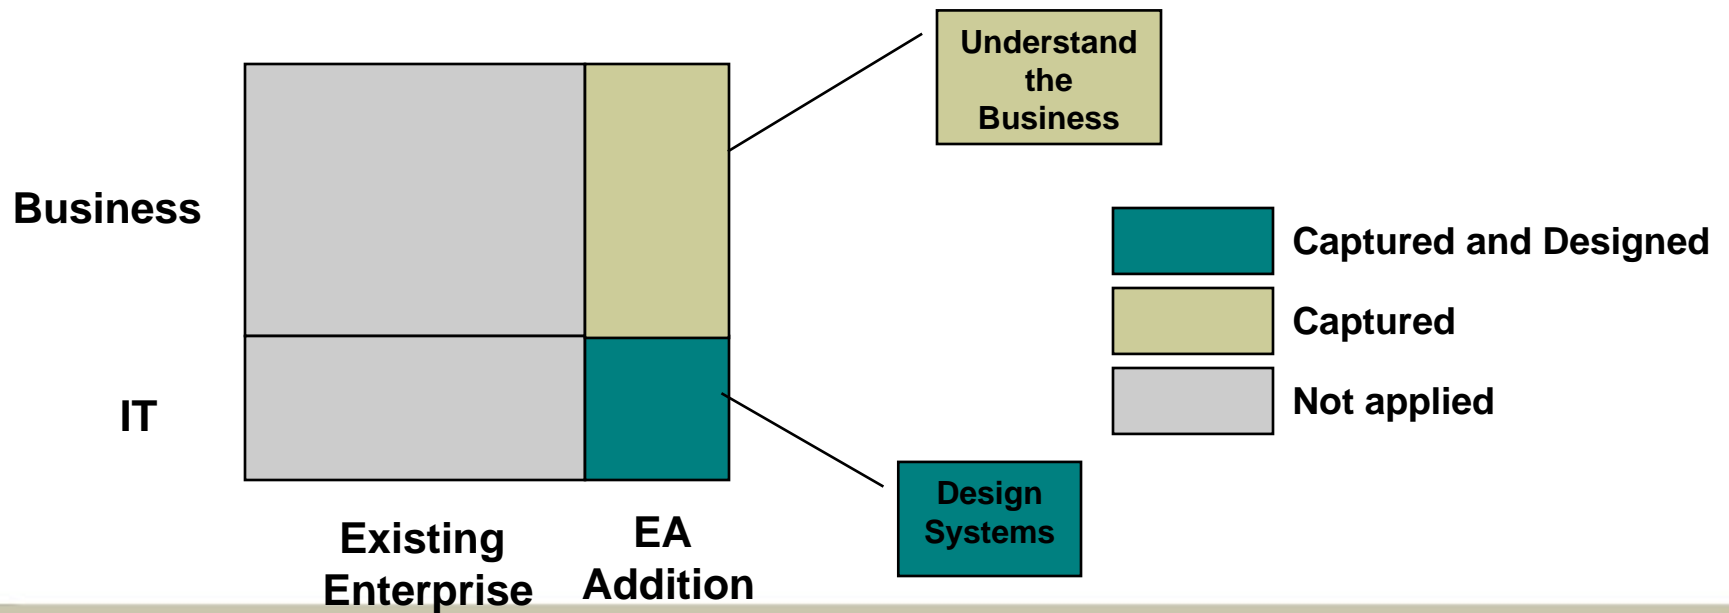 Understand
the
Business
Business
Captured and Designed
Captured
Not applied
IT
Design
Systems
Existing
Enterprise
EA
Addition